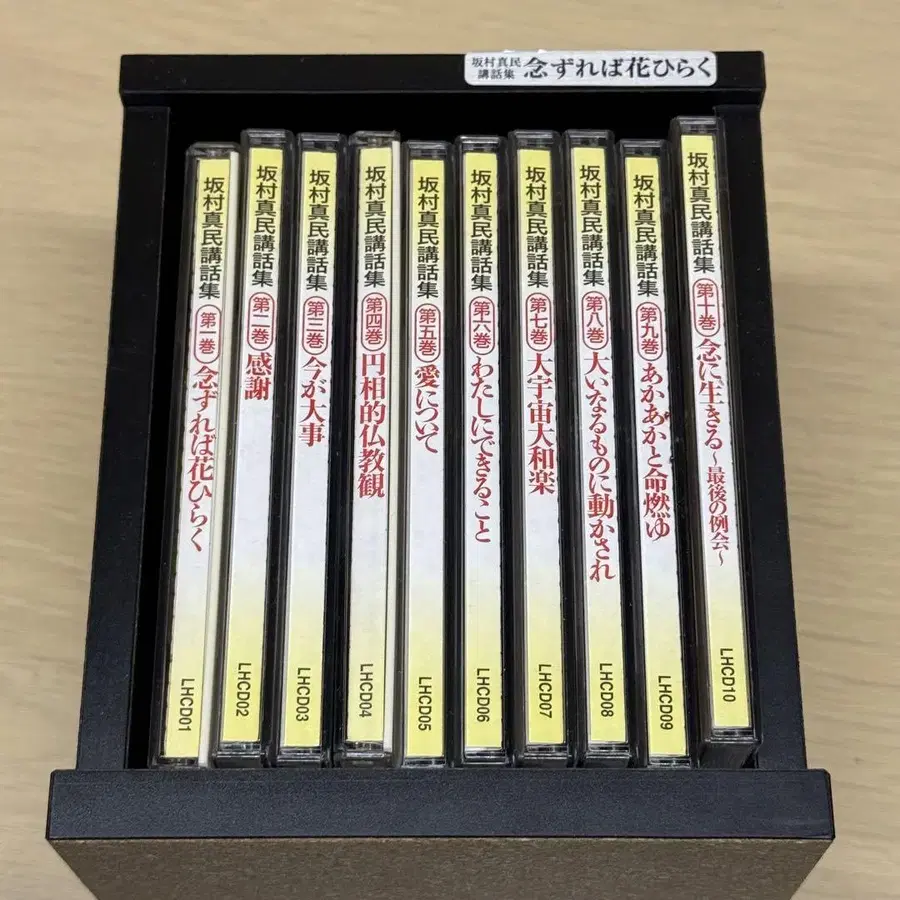 坂村真民
講話集
念ずれば花ひらく
坂村真民講話集 第一巻 念ずれば花ひらく LHCD01
坂村真民講話集 第二巻 感謝 LHCD02
坂村真民講話集 第三巻 今が大事 LHCD03
坂村真民講話集 第四巻 円相的仏教観 LHCD04
坂村真民講話集 第五巻 愛について LHCD05
坂村真民講話集 第六巻 わたしにできること LHCD06
坂村真民講話集 第七巻 大宇宙大和楽 LHCD07
坂村真民講話集 第八巻 大いなるものに動かされ LHCD08
坂村真民講話集 第九巻 あかあかと命燃ゆ LHCD09
坂村真民講話集 第十巻 念に生きる ～最後の例会～ LHCD10